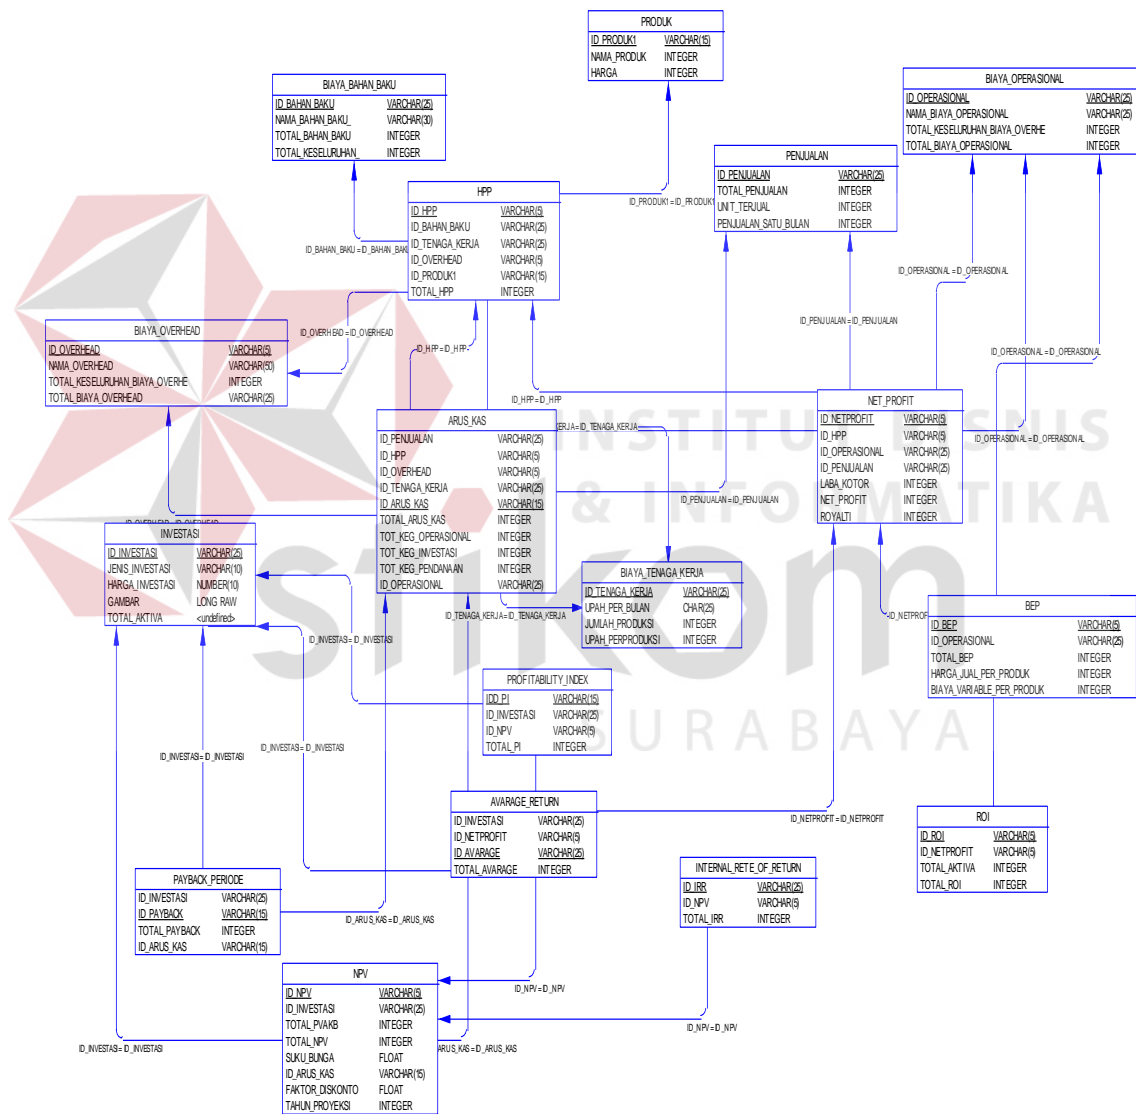 PRODUK
ID_PRODUK1 VARCHAR(15)
NAMA_PRODUK INTEGER
HARGA INTEGER
BIAYA_BAHAN_BAKU
ID_BAHAN_BAKU VARCHAR(25)
NAMA_BAHAN_BAKU_ VARCHAR(30)
TOTAL_BAHAN_BAKU INTEGER
TOTAL_KESELURUHAN_ INTEGER
BIAYA_OPERASIONAL
ID_OPERASIONAL VARCHAR(25)
NAMA_BIAYA_OPERASIONAL VARCHAR(25)
TOTAL_KESELURUHAN_BIAYA_OVERHE INTEGER
TOTAL_BIAYA_OPERASIONAL INTEGER
PENJUALAN
ID_PENJUALAN VARCHAR(25)
TOTAL_PENJUALAN INTEGER
UNIT_TERJUAL INTEGER
PENJUALAN_SATU_BULAN INTEGER
HPP
ID_HPP VARCHAR(5)
ID_BAHAN_BAKU VARCHAR(25)
ID_TENAGA_KERJA VARCHAR(25)
ID_OVERHEAD VARCHAR(5)
ID_PRODUK1 VARCHAR(15)
TOTAL_HPP INTEGER
ID_PRODUK1 = ID_PRODUK1
ID_BAHAN_BAKU = ID_BAHAN_BAKU
ID_OPERASIONAL = ID_OPERASIONAL
BIAYA_OVERHEAD
ID_OVERHEAD VARCHAR(5)
NAMA_OVERHEAD VARCHAR(50)
TOTAL_KESELURUHAN_BIAYA_OVERHE INTEGER
TOTAL_BIAYA_OVERHEAD VARCHAR(25)
ID_OVERHEAD = ID_OVERHEAD
ID_HPP = ID_HPP
ID_PENJUALAN = ID_PENJUALAN
ID_OPERASIONAL = ID_OPERASIONAL
ID_HPP = ID_HPP
NET_PROFIT
ID_NETPROFIT VARCHAR(5)
ID_HPP VARCHAR(5)
ID_OPERASIONAL VARCHAR(25)
ID_PENJUALAN VARCHAR(25)
LABA_KOTOR INTEGER
NET_PROFIT INTEGER
ROYALTI INTEGER
ARUS_KAS
ID_PENJUALAN VARCHAR(25)
ID_HPP VARCHAR(5)
ID_OVERHEAD VARCHAR(5)
ID_TENAGA_KERJA VARCHAR(25)
ID_ARUS_KAS VARCHAR(15)
TOTAL_ARUS_KAS INTEGER
TOT_KEG_OPERASIONAL INTEGER
TOT_KEG_INVESTASI INTEGER
TOT_KEG_PENDANAAN INTEGER
ID_OPERASIONAL VARCHAR(25)
KERJA = ID_TENAGA_KERJA
ID_OPERASIONAL = ID_OPERASIONAL
ID_PENJUALAN = ID_PENJUALAN
INSTITUT BISNIS
& INFORMATIKA
stikom
SURABAYA
ID_OVERHEAD = ID_OVERHEAD
INVESTASI
ID_INVESTASI VARCHAR(25)
JENIS_INVESTASI VARCHAR(10)
HARGA_INVESTASI NUMBER(10)
GAMBAR LONG RAW
TOTAL_AKTIVA <undefined>
BIAYA_TENAGA_KERJA
ID_TENAGA_KERJA VARCHAR(25)
UPAH_PER_BULAN CHAR(25)
JUMLAH_PRODUKSI INTEGER
UPAH_PERPRODUKSI INTEGER
ID_TENAGA_KERJA = ID_TENAGA_KERJA
ID_INVESTASI = ID_INVESTASI
ID_NETPROF
BEP
ID_BEP VARCHAR(5)
ID_OPERASIONAL VARCHAR(25)
TOTAL_BEP INTEGER
HARGA_JUAL_PER_PRODUK INTEGER
BIAYA_VARIABLE_PER_PRODUK INTEGER
PROFITABILITY_INDEX
IDD_PI VARCHAR(15)
ID_INVESTASI VARCHAR(25)
ID_NPV VARCHAR(5)
TOTAL_PI INTEGER
ID_INVESTASI = ID_INVESTASI
ID_INVESTASI = ID_INVESTASI
AVARAGE_RETURN
ID_INVESTASI VARCHAR(25)
ID_NETPROFIT VARCHAR(5)
ID_AVARAGE VARCHAR(25)
TOTAL_AVARAGE INTEGER
ID_NETPROFIT = ID_NETPROFIT
ROI
ID_ROI VARCHAR(5)
ID_NETPROFIT VARCHAR(5)
TOTAL_AKTIVA INTEGER
TOTAL_ROI INTEGER
PAYBACK_PERIODE
ID_INVESTASI VARCHAR(25)
ID_PAYBACK VARCHAR(15)
TOTAL_PAYBACK INTEGER
ID_ARUS_KAS VARCHAR(15)
ID_ARUS_KAS = ID_ARUS_KAS
INTERNAL_RETE_OF_RETURN
ID_IRR VARCHAR(25)
ID_NPV VARCHAR(5)
TOTAL_IRR INTEGER
NPV
ID_NPV VARCHAR(5)
ID_INVESTASI VARCHAR(25)
TOTAL_PVAKB INTEGER
TOTAL_NPV INTEGER
SUKU_BUNGA FLOAT
ID_ARUS_KAS VARCHAR(15)
FAKTOR_DISKONTO FLOAT
TAHUN_PROYEKSI INTEGER
ID_NPV = ID_NPV
ID_NPV = ID_NPV
ID_INVESTASI = ID_INVESTASI
ARUS_KAS = ID_ARUS_KAS